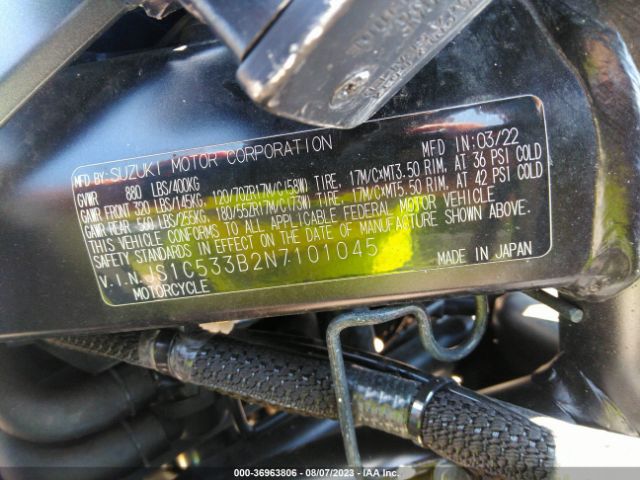 MFD BY:SUZUKI MOTOR CORPORATION MFD IN:03/22
GVWR 880 LBS/400KG
GAWR FRONT 320 LBS/145KG, 120/70ZR17M/C(58W) TIRE, 17M/CxMT3.50 RIM, AT 36 PSI COLD
GAWR REAR 560 LBS/255KG, 180/55ZR17M/C(73W) TIRE, 17M/CxMT5.50 RIM, AT 42 PSI COLD
THIS VEHICLE CONFORMS TO ALL APPLICABLE FEDERAL MOTOR VEHICLE
SAFETY STANDARDS IN EFFECT ON THE DATE OF MANUFACTURE SHOWN ABOVE.
V.I.N. JS1C533B2N7101045
MOTORCYCLE MADE IN JAPAN
000-36963806 - 08/07/2023 - IAA Inc.